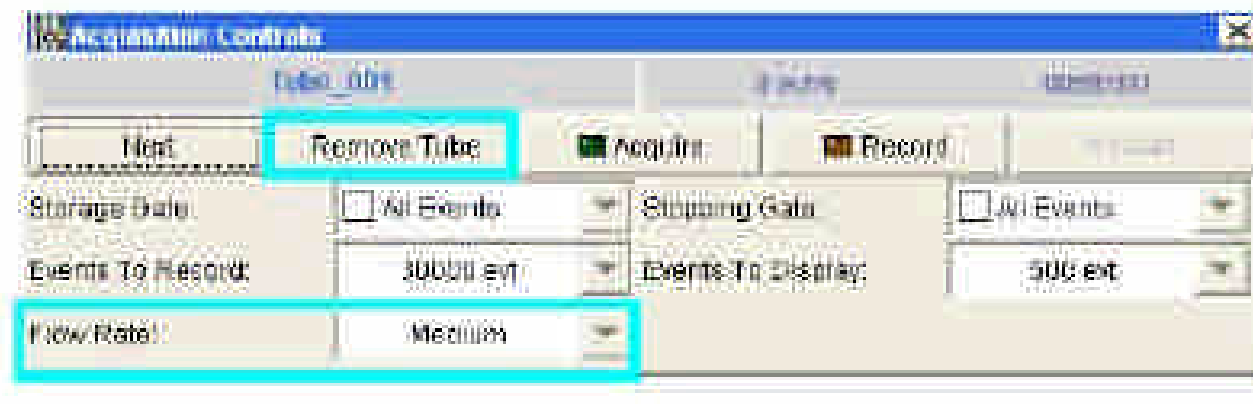 Acquisition Controls
Next Remove Tube Acquire Record
Storage Gate: All Events Stopping Gate: All Events
Events To Record: evt Events To Display: 500 evt
Flow Rate: Medium